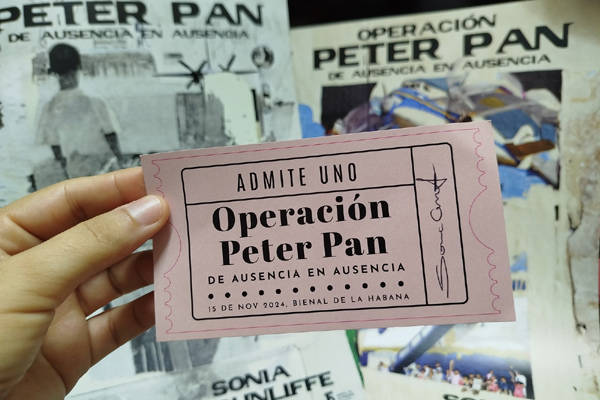 PETER PAN
DE AUSENCIA EN AUSENCIA
OPERACIÓN
PETER PAN
DE AUSENCIA EN AUSENCIA
ADMITE UNO
Operación
Peter Pan
DE AUSENCIA EN AUSENCIA
15 DE NOV 2024, BIENAL DE LA HABANA
SONIA
SONIA